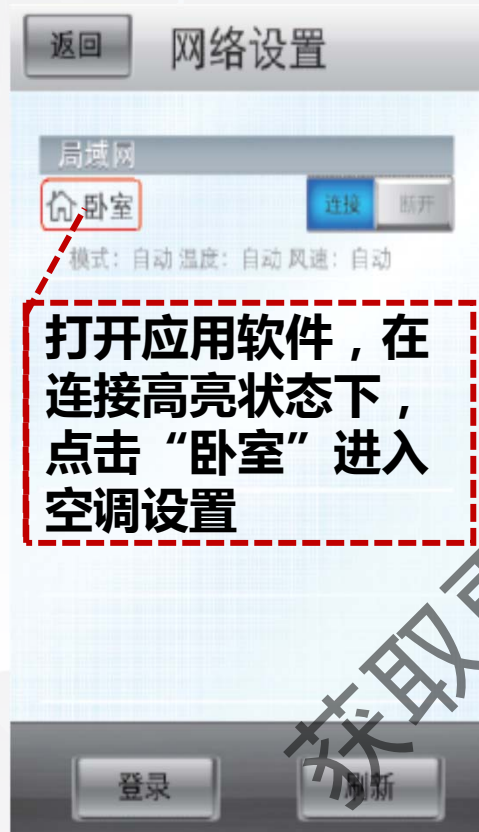 返回 网络设置
局域网
卧室 连接 断开
模式：自动 温度：自动 风速：自动
打开应用软件，在
连接高亮状态下，
点击“卧室”进入
空调设置
获取
登录 刷新